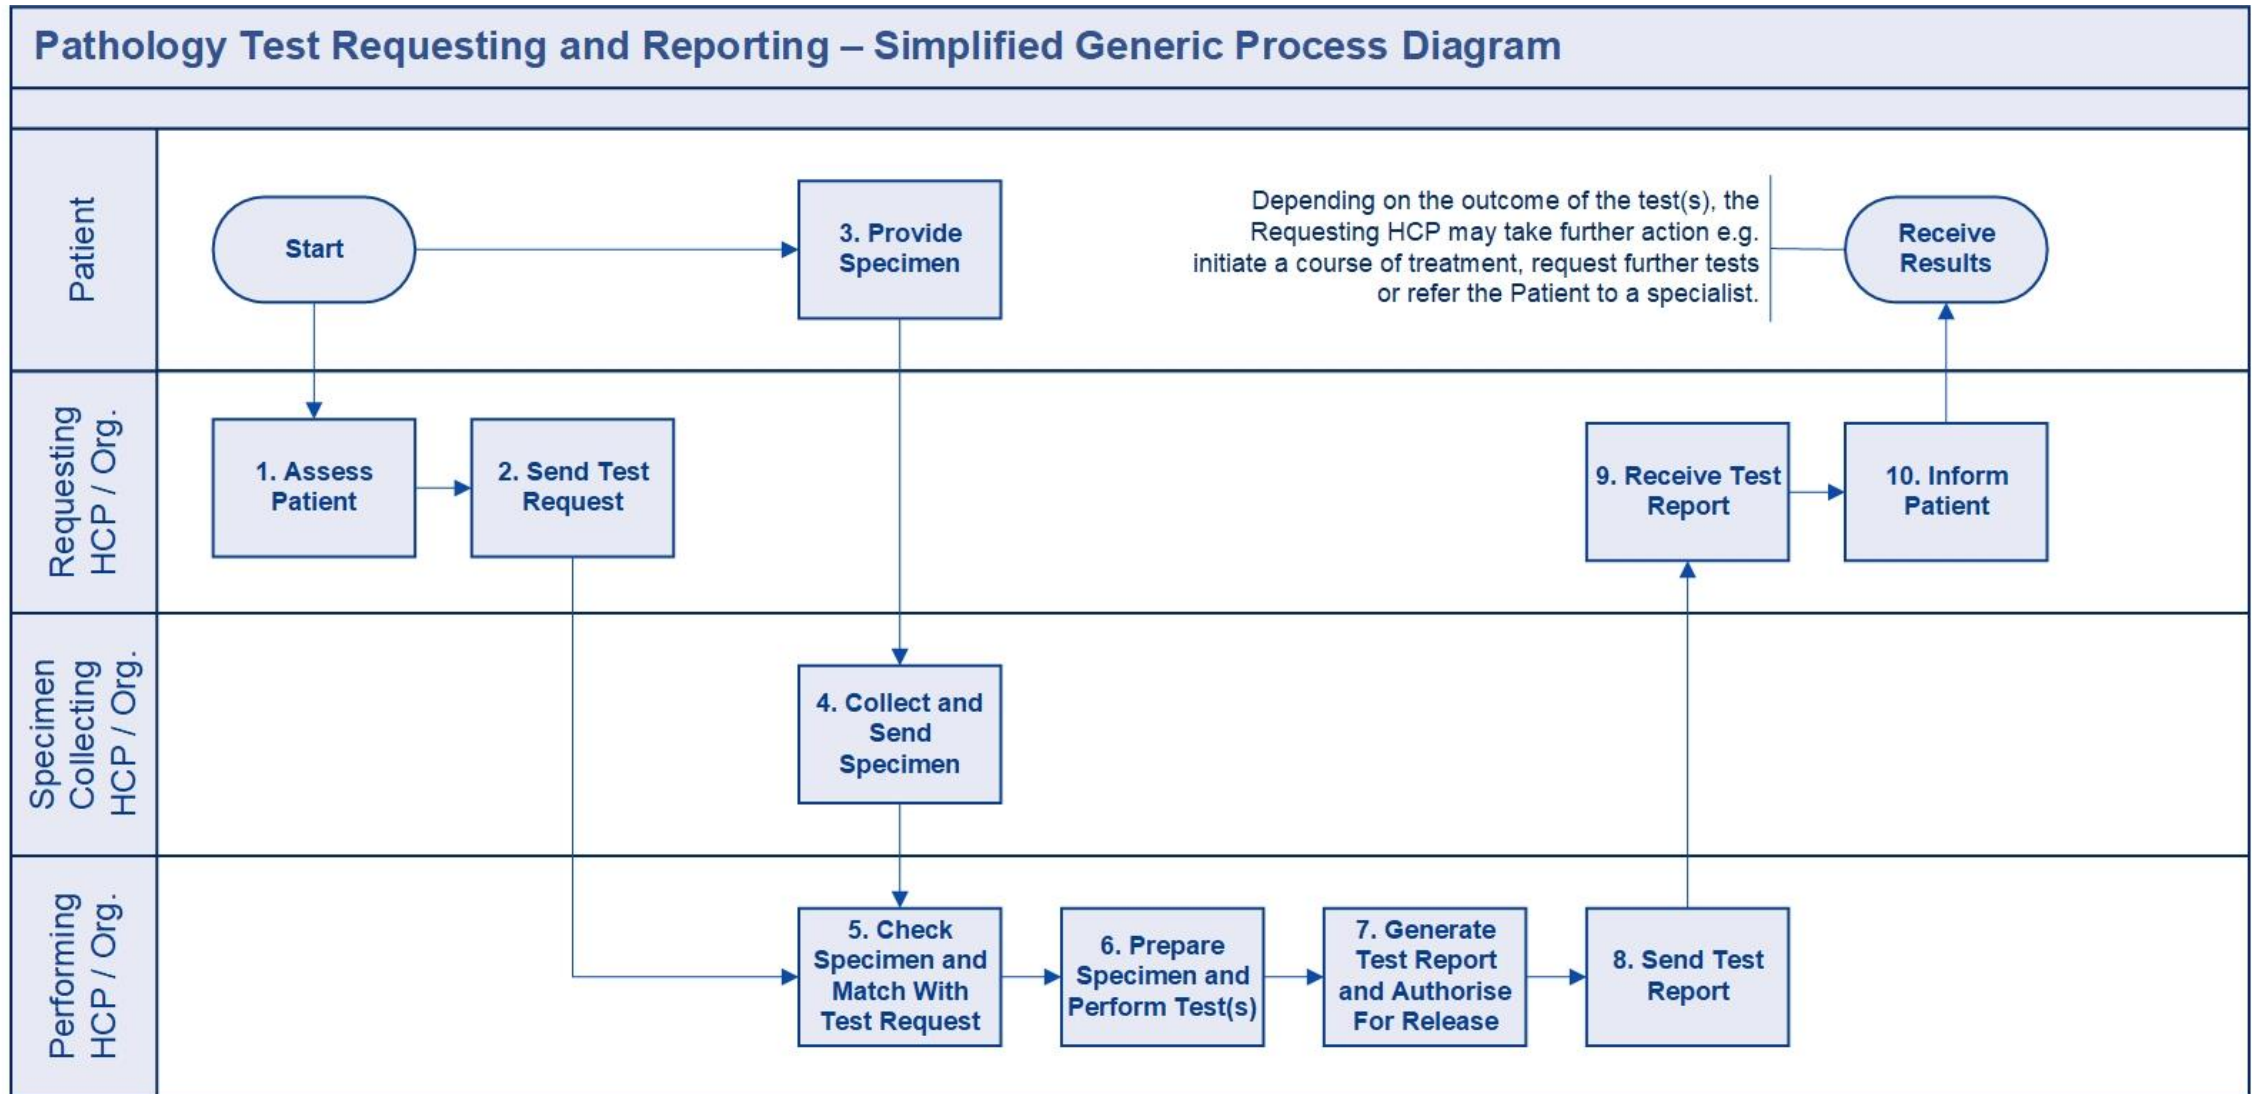 Pathology Test Requesting and Reporting – Simplified Generic Process Diagram
Patient
Start
3. Provide
Specimen
Depending on the outcome of the test(s), the
Requesting HCP may take further action e.g.
initiate a course of treatment, request further tests
or refer the Patient to a specialist.
Receive
Results
Requesting
HCP / Org.
1. Assess
Patient
2. Send Test
Request
9. Receive Test
Report
10. Inform
Patient
Specimen
Collecting
HCP / Org.
4. Collect and
Send
Specimen
Performing
HCP / Org.
5. Check
Specimen and
Match With
Test Request
6. Prepare
Specimen and
Perform Test(s)
7. Generate
Test Report
and Authorise
For Release
8. Send Test
Report